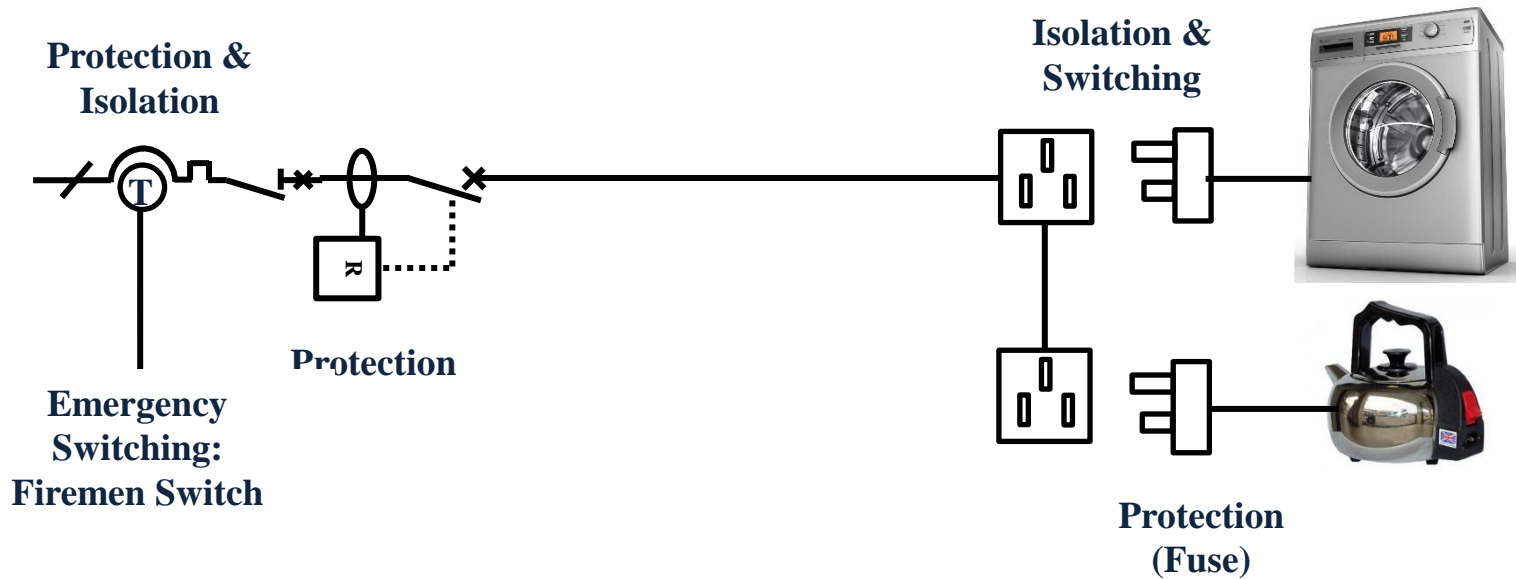 Protection &
Isolation
Isolation &
Switching
T
R
Protection
Emergency
Switching:
Firemen Switch
Protection
(Fuse)